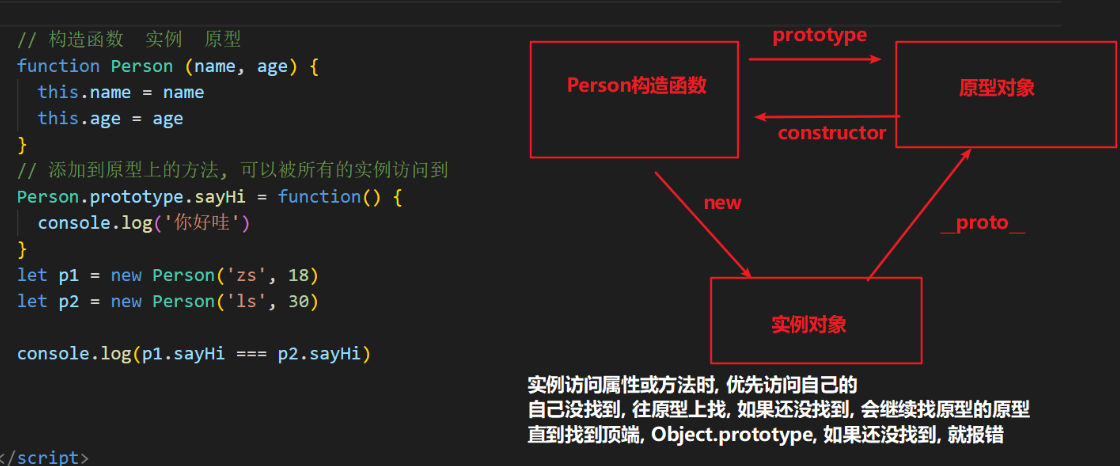 // 构造函数  实例  原型
function Person (name, age) {
  this.name = name
  this.age = age
}
// 添加到原型上的方法, 可以被所有的实例访问到
Person.prototype.sayHi = function() {
  console.log('你好哇')
}
let p1 = new Person('zs', 18)
let p2 = new Person('ls', 30)
console.log(p1.sayHi === p2.sayHi)
</script>
prototype
Person构造函数
原型对象
constructor
new
__proto__
实例对象
实例访问属性或方法时, 优先访问自己的
自己没找到, 往原型上找, 如果还没找到, 会继续找原型的原型
直到找到顶端, Object.prototype, 如果还没找到, 就报错